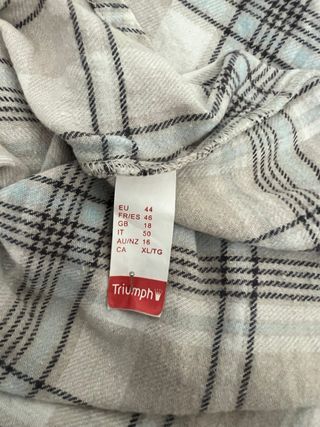 EU 44
FR/ES 46
GB 18
IT 50
AU/NZ 16
CA XL/TG
Triumph